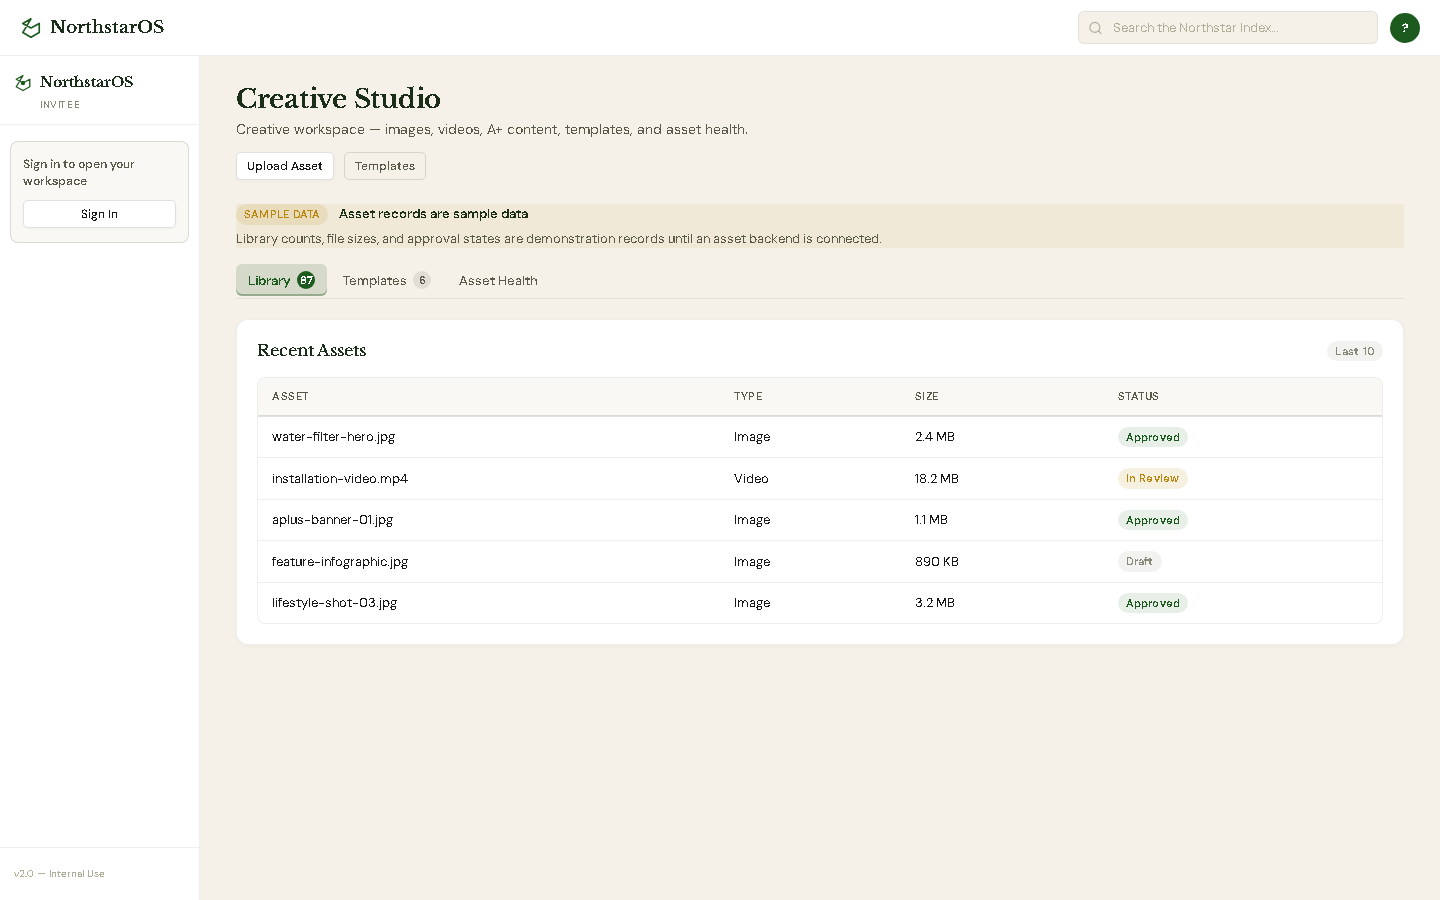 NorthstarOS
Search the Northstar Index...
?
NorthstarOS
INVITEE
Sign in to open your
workspace
Sign In
v2.0 — Internal Use
Creative Studio
Creative workspace — images, videos, A+ content, templates, and asset health.
Upload Asset
Templates
SAMPLE DATA Asset records are sample data
Library counts, file sizes, and approval states are demonstration records until an asset backend is connected.
Library 87
Templates 6
Asset Health
Recent Assets
Last 10
ASSET TYPE SIZE STATUS
water-filter-hero.jpg Image 2.4 MB Approved
installation-video.mp4 Video 18.2 MB In Review
aplus-banner-01.jpg Image 1.1 MB Approved
feature-infographic.jpg Image 890 KB Draft
lifestyle-shot-03.jpg Image 3.2 MB Approved